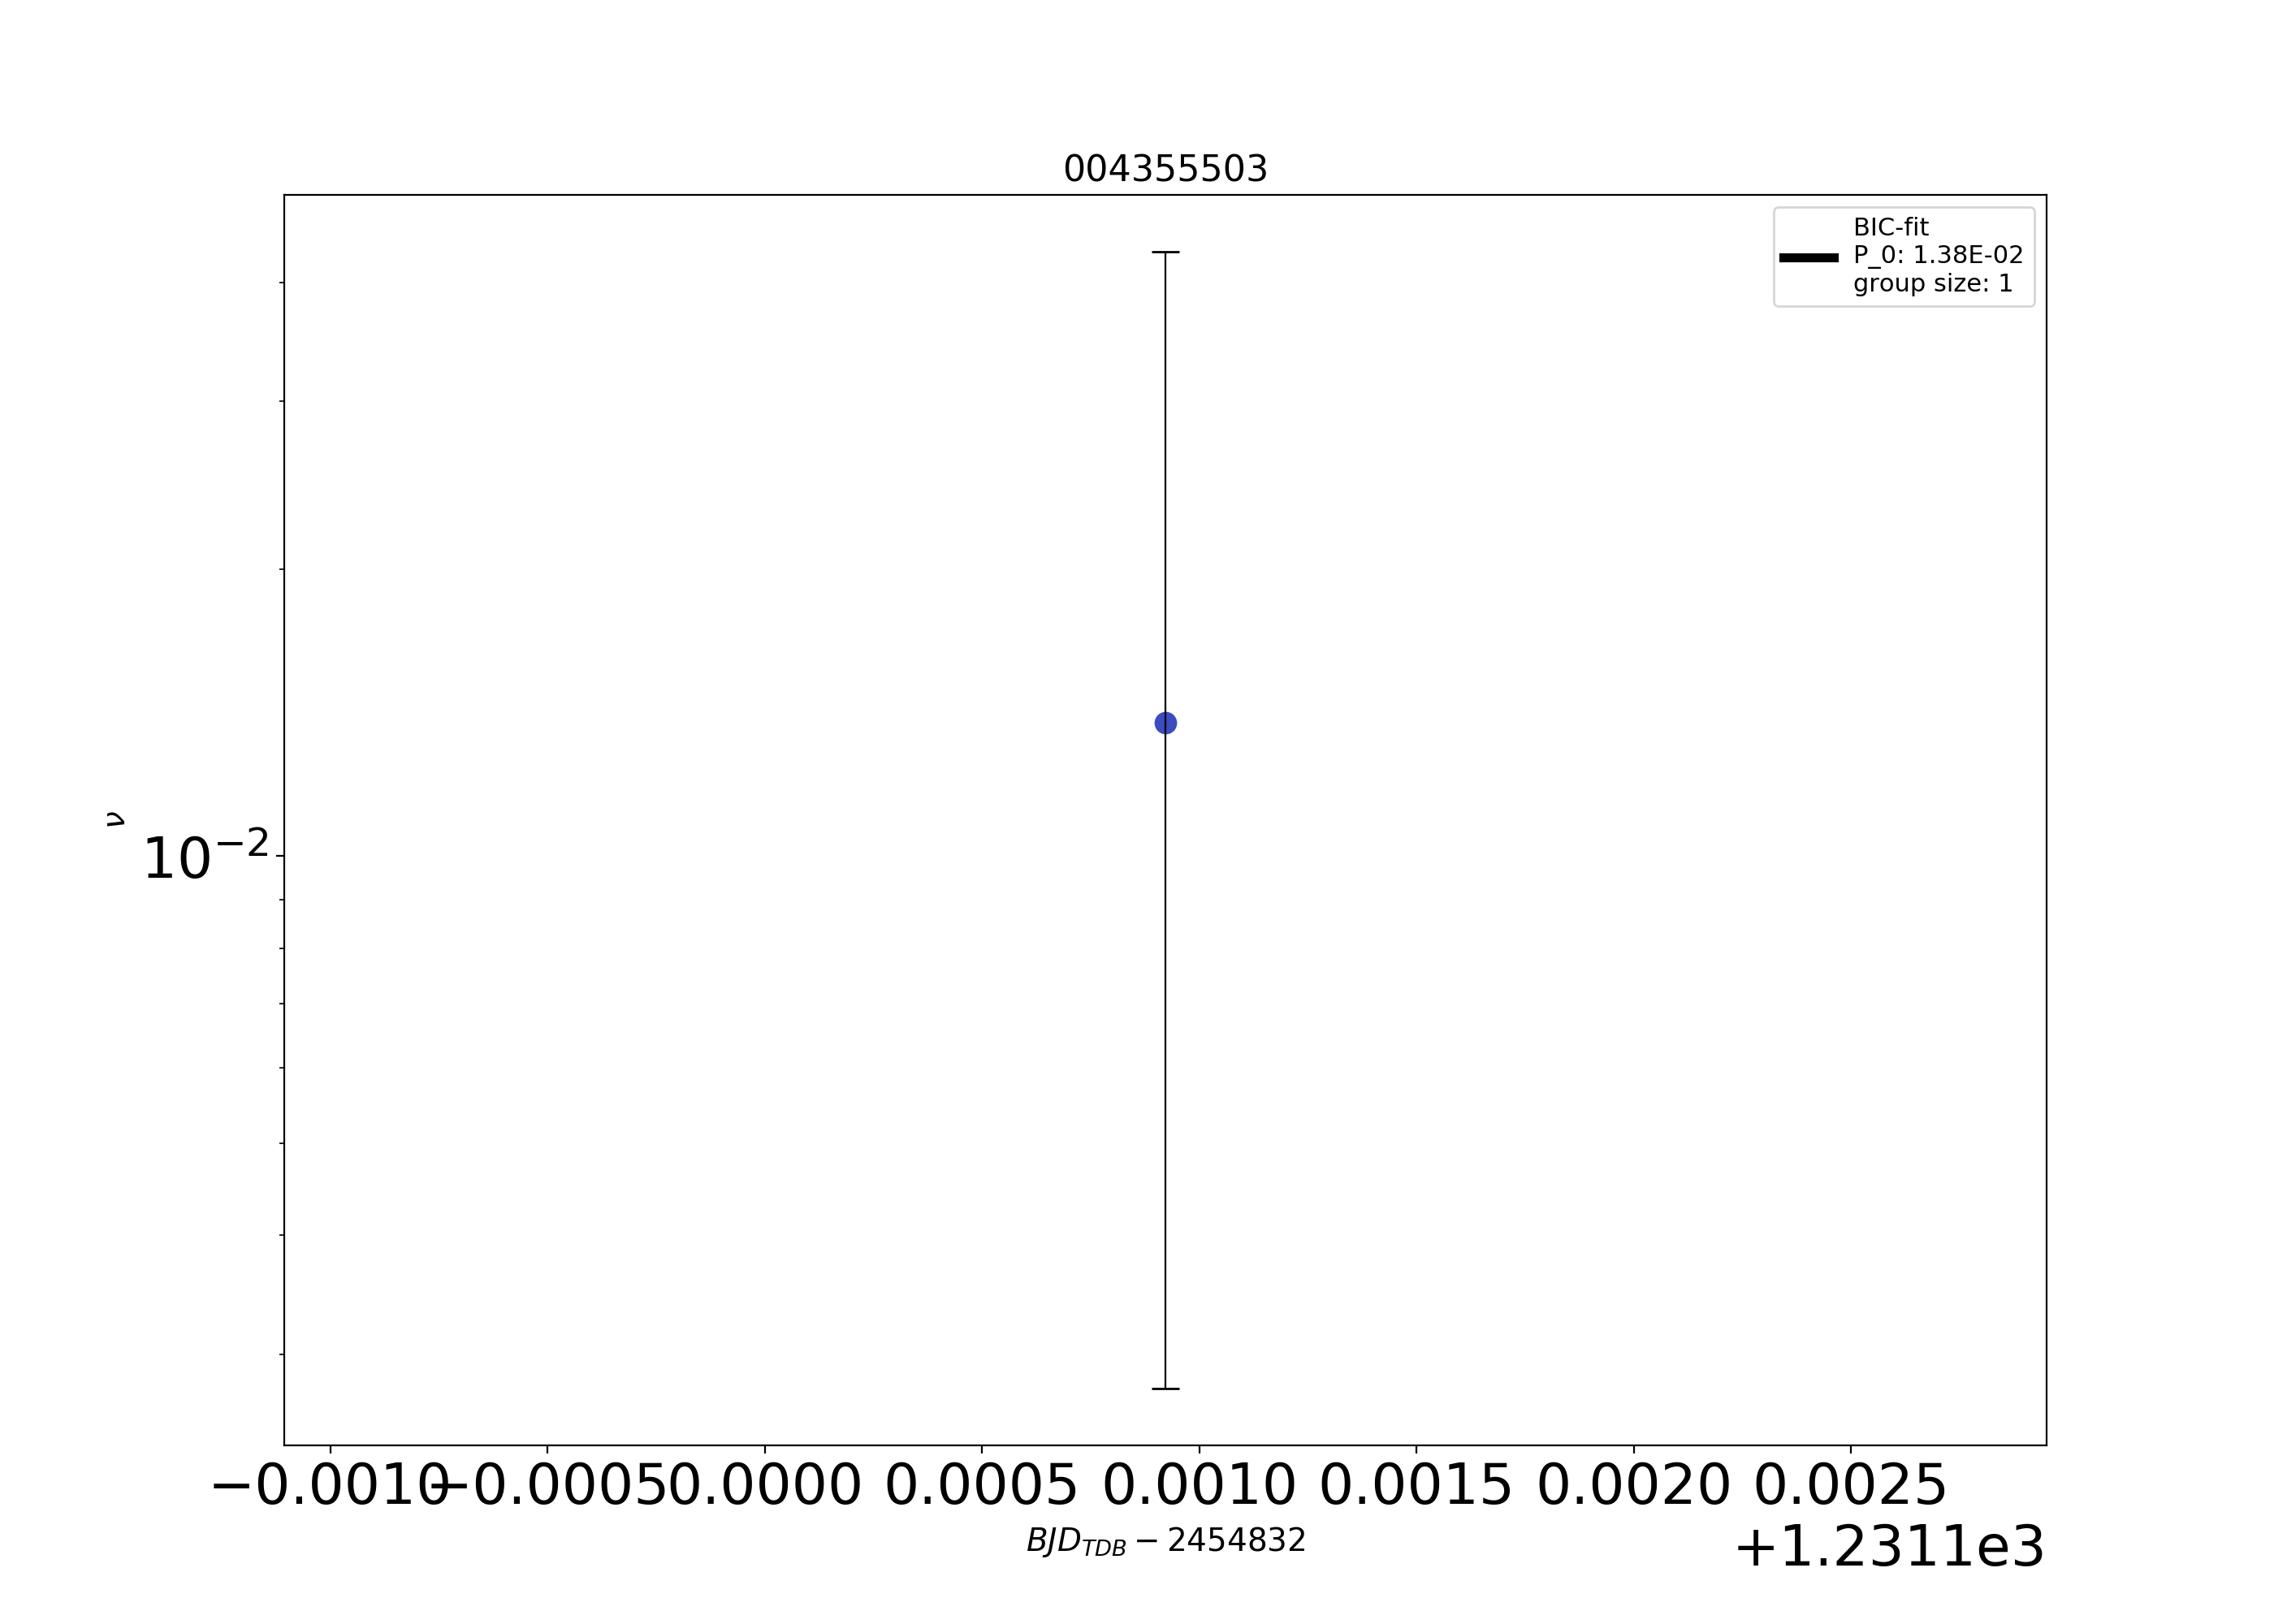 004355503
BIC-fit
P_0: 1.38E-02
group size: 1
ν
10−2
−0.0010 −0.0005 0.0000 0.0005 0.0010 0.0015 0.0020 0.0025
BJD_TDB − 2454832
+1.2311e3